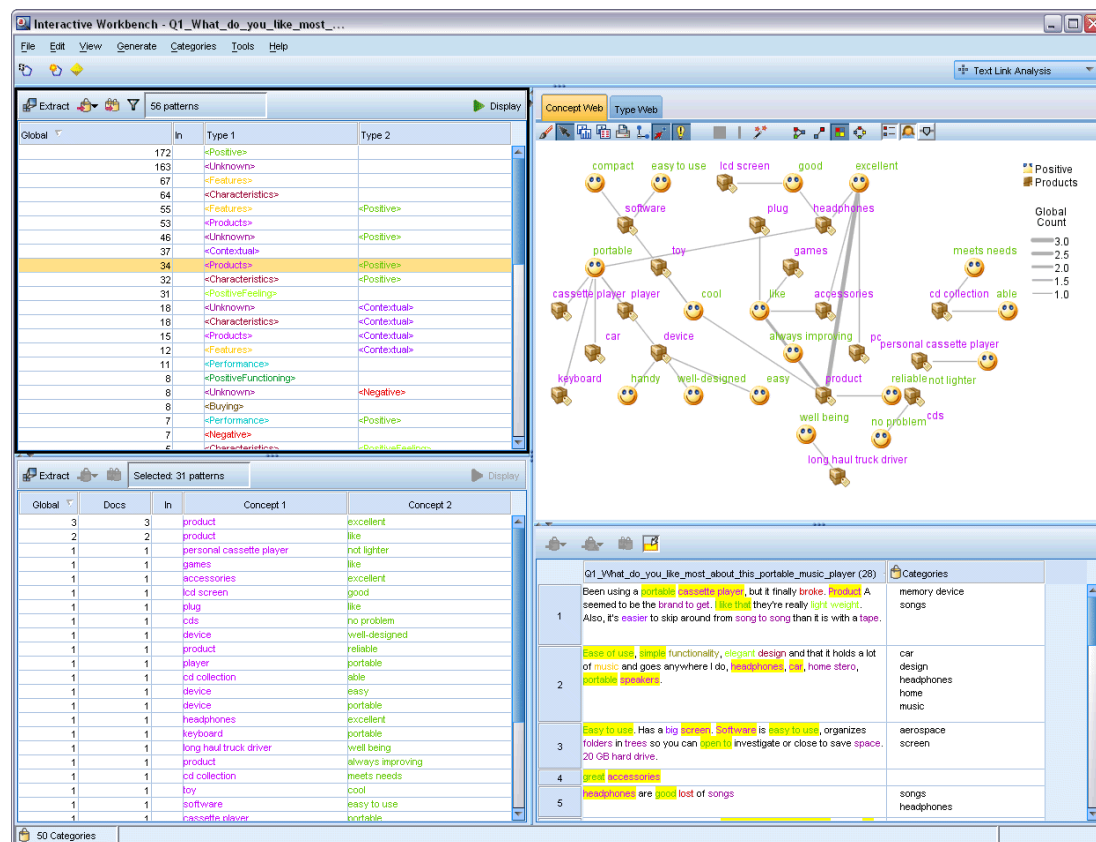 Interactive Workbench - Q1_What_do_you_like_most_...
File Edit View Generate Categories Tools Help
Text Link Analysis
Extract 56 patterns Display
Global In Type 1 Type 2
172 <Positive>
163 <Unknown>
67 <Features>
64 <Characteristics>
55 <Features> <Positive>
53 <Products>
46 <Unknown> <Positive>
37 <Contextual>
34 <Products> <Positive>
32 <Characteristics> <Positive>
31 <PositiveFeeling>
18 <Unknown> <Contextual>
18 <Characteristics> <Contextual>
15 <Products> <Contextual>
12 <Features> <Contextual>
11 <Performance>
8 <PositiveFunctioning>
8 <Unknown> <Negative>
8 <Buying>
7 <Performance> <Positive>
7 <Negative>
5 <Characteristics> <PositiveFeeling>
Extract Selected: 31 patterns Display
Global Docs In Concept 1 Concept 2
3 3 product excellent
2 2 product like
1 1 personal cassette player not lighter
1 1 games like
1 1 accessories excellent
1 1 lcd screen good
1 1 plug like
1 1 cds no problem
1 1 device well-designed
1 1 product reliable
1 1 player portable
1 1 cd collection able
1 1 device easy
1 1 device portable
1 1 headphones excellent
1 1 keyboard portable
1 1 long haul truck driver well being
1 1 product always improving
1 1 cd collection meets needs
1 1 toy cool
1 1 software easy to use
1 1 cassette player portable
50 Categories
Concept Web Type Web
compact easy to use lcd screen good excellent
software plug headphones
portable toy games meets needs
cassette player player cool like accessories cd collection able
car device always improving pc personal cassette player
keyboard handy well-designed easy product reliable not lighter
well being no problem cds
long haul truck driver
Positive
Products
Global
Count
3.0
2.5
2.0
1.5
1.0
Q1_What_do_you_like_most_about_this_portable_music_player (28) Categories
1
Been using a portable cassette player, but it finally broke. Product A
seemed to be the brand to get. I like that they're really light weight.
Also, it's easier to skip around from song to song than it is with a tape.
memory device
songs
2
Ease of use, simple functionality, elegant design and that it holds a lot
of music and goes anywhere I do, headphones, car, home stero,
portable speakers.
car
design
headphones
home
music
3
Easy to use. Has a big screen. Software is easy to use, organizes
folders in trees so you can open to investigate or close to save space.
20 GB hard drive.
aerospace
screen
4
great accessories
5
headphones are good lost of songs
songs
headphones